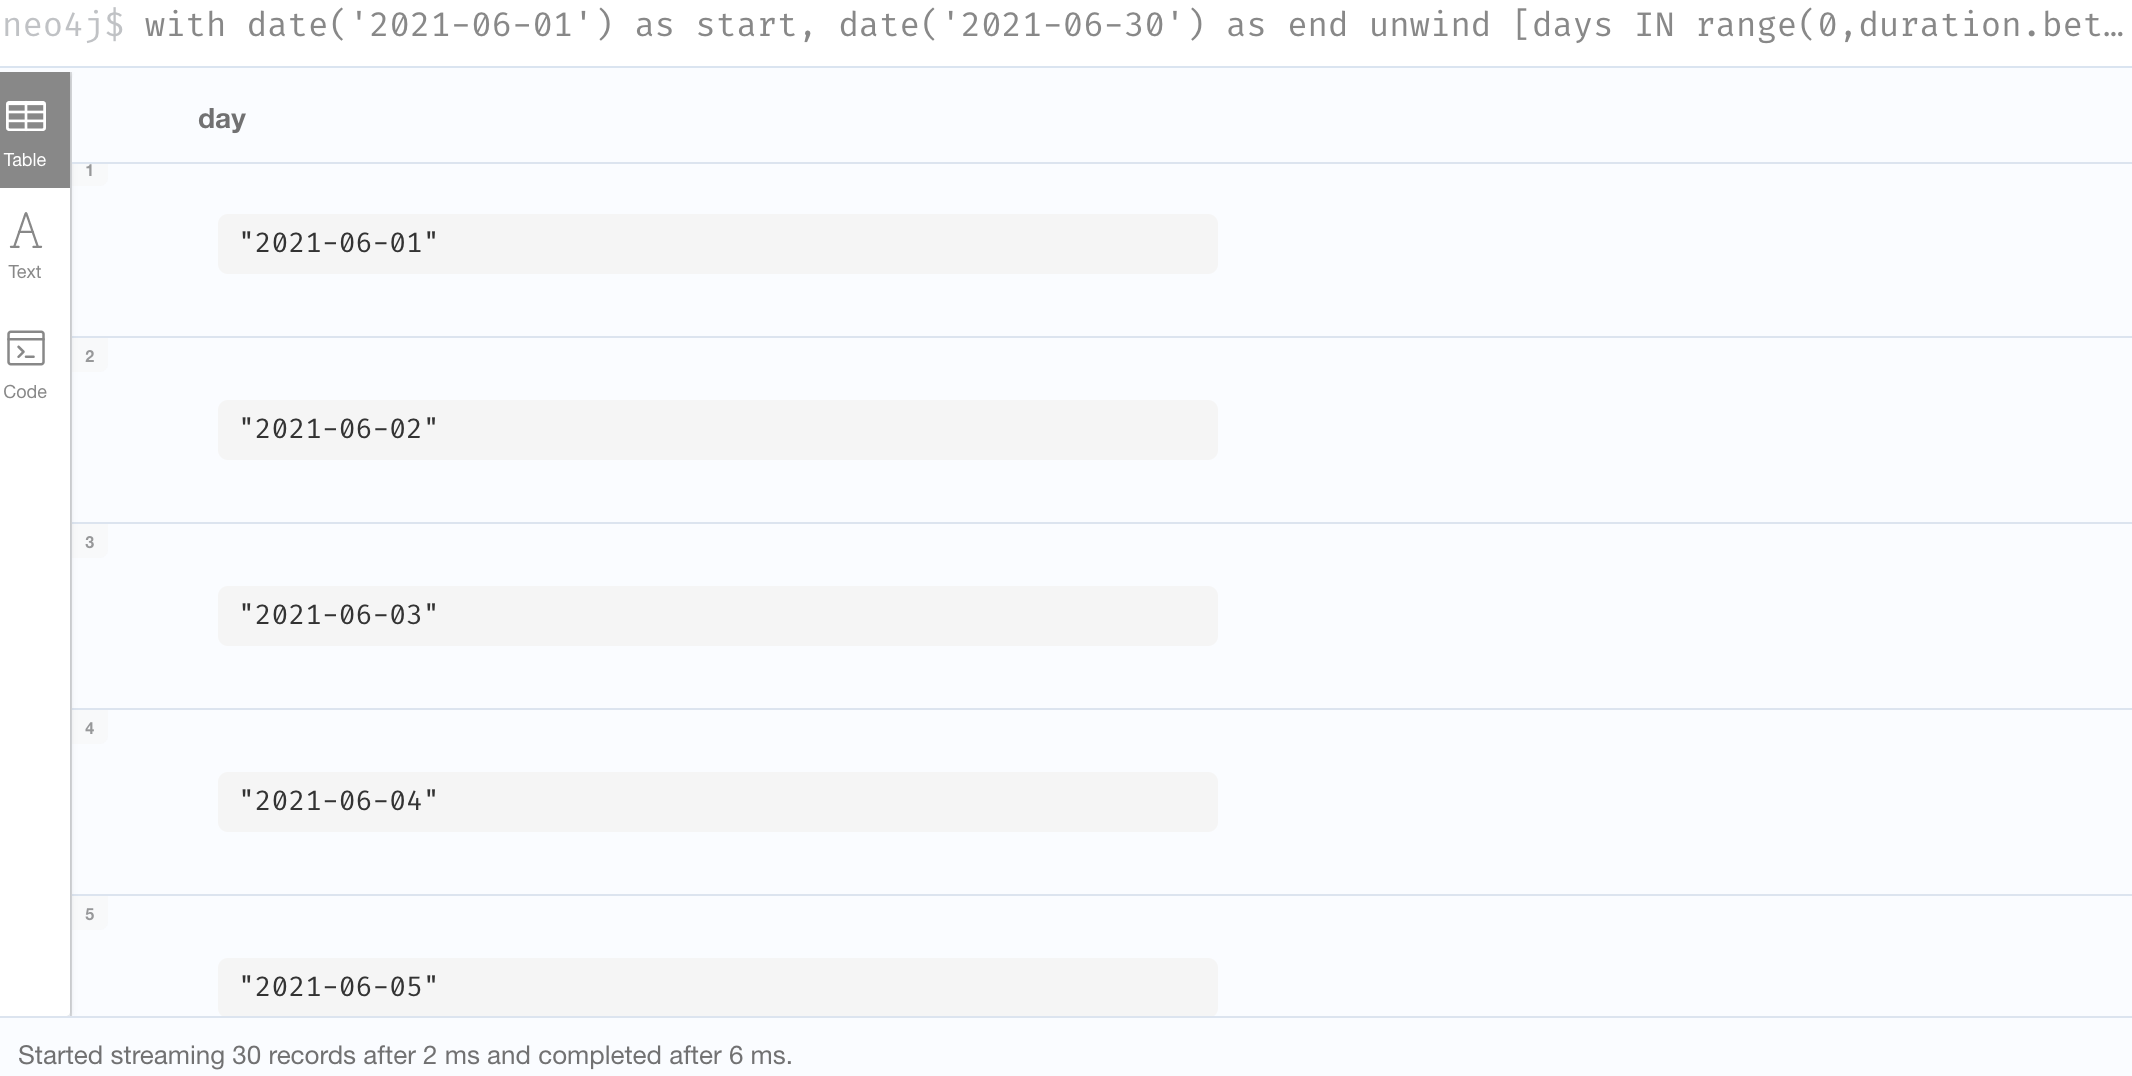 neo4j$ with date('2021-06-01') as start, date('2021-06-30') as end unwind [days IN range(0,duration.bet…
Table
day
1
"2021-06-01"
Text
2
"2021-06-02"
Code
3
"2021-06-03"
4
"2021-06-04"
5
"2021-06-05"
Started streaming 30 records after 2 ms and completed after 6 ms.